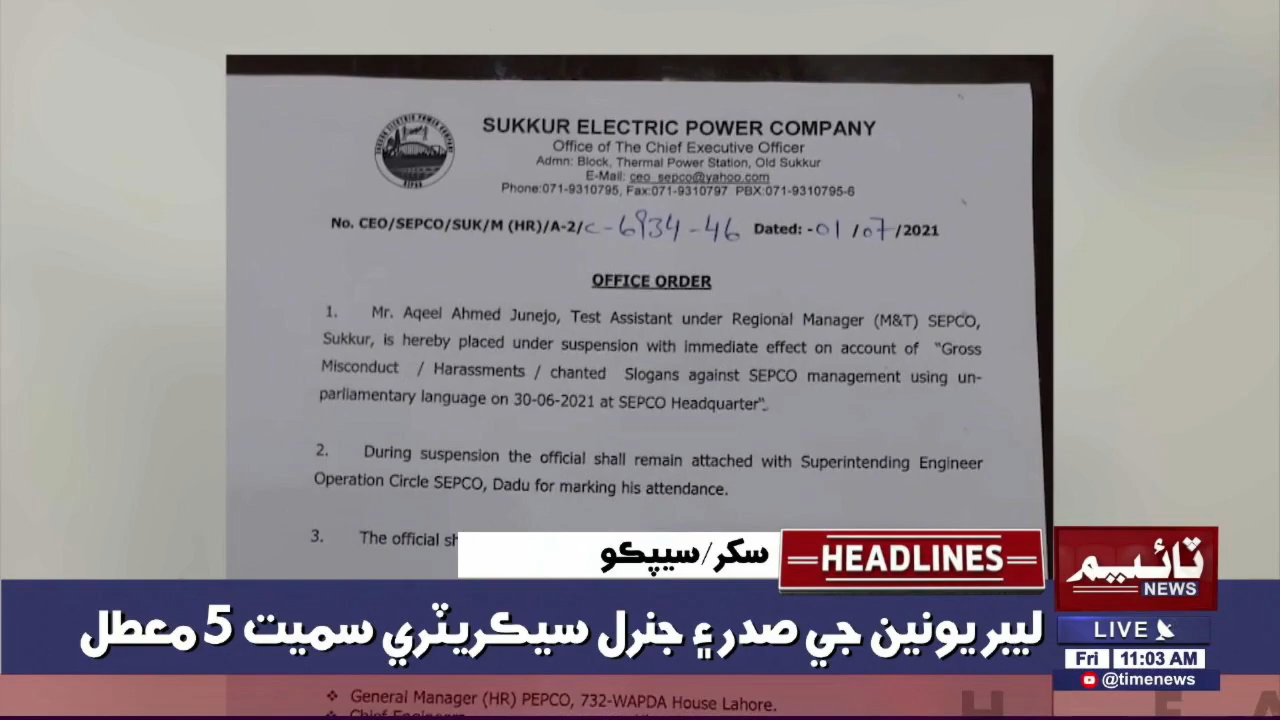 SUKKUR ELECTRIC POWER COMPANY
Office of The Chief Executive Officer
Admn: Block, Thermal Power Station, Old Sukkur
E-Mail: ceo_sepco@yahoo.com
Phone:071-9310795, Fax:071-9310797 PBX:071-9310795-6
No. CEO/SEPCO/SUK/M (HR)/A-2/c-6934-46 Dated: -01/07/2021
OFFICE ORDER
1. Mr. Aqeel Ahmed Junejo, Test Assistant under Regional Manager (M&T) SEPCO,
Sukkur, is hereby placed under suspension with immediate effect on account of "Gross
Misconduct / Harassments / chanted Slogans against SEPCO management using un-
parliamentary language on 30-06-2021 at SEPCO Headquarter".
2. During suspension the official shall remain attached with Superintending Engineer
Operation Circle SEPCO, Dadu for marking his attendance.
3. The official sh
سکر/سيپڪو
HEADLINES
ٽائيم
NEWS
ليبر يونين جي صدر ۽ جنرل سيڪريٽري سميت 5 معطل
LIVE
Fri 11:03 AM
@timenews
❖ General Manager (HR) PEPCO, 732-WAPDA House Lahore.